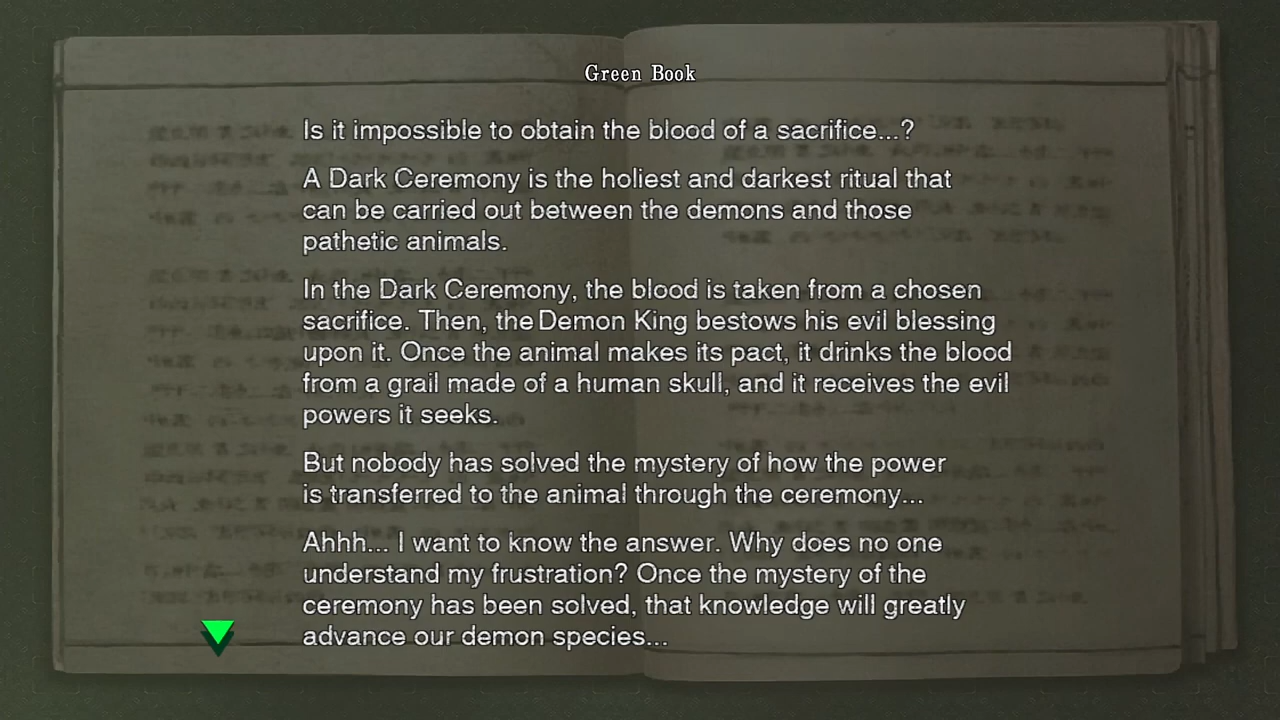 Green Book
Is it impossible to obtain the blood of a sacrifice...?
A Dark Ceremony is the holiest and darkest ritual that
can be carried out between the demons and those
pathetic animals.
In the Dark Ceremony, the blood is taken from a chosen
sacrifice. Then, the Demon King bestows his evil blessing
upon it. Once the animal makes its pact, it drinks the blood
from a grail made of a human skull, and it receives the evil
powers it seeks.
But nobody has solved the mystery of how the power
is transferred to the animal through the ceremony...
Ahhh... I want to know the answer. Why does no one
understand my frustration? Once the mystery of the
ceremony has been solved, that knowledge will greatly
advance our demon species...